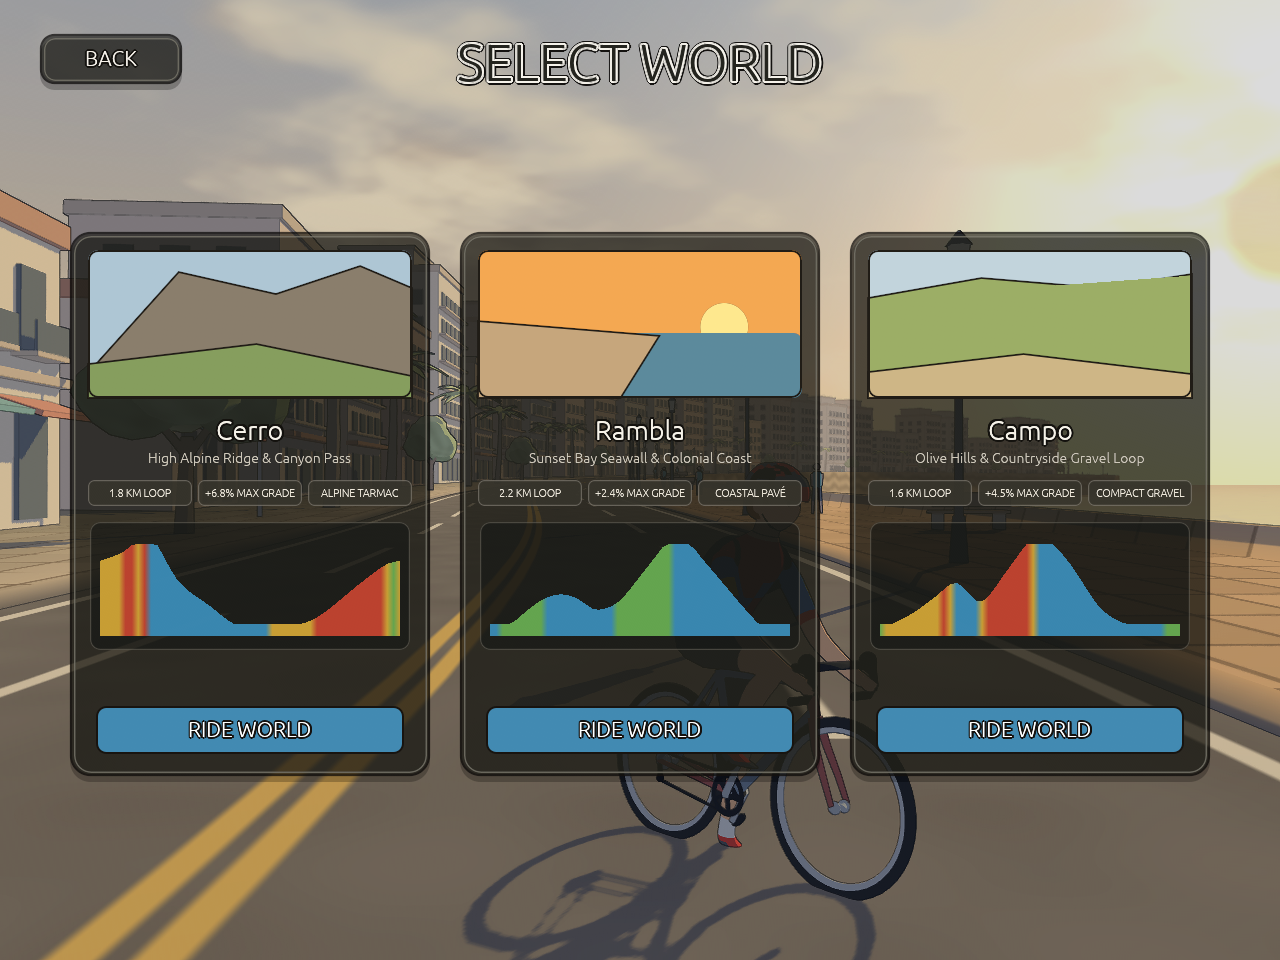 BACK
SELECT WORLD
Cerro
High Alpine Ridge & Canyon Pass
1.8 KM LOOP
+6.8% MAX GRADE
ALPINE TARMAC
RIDE WORLD
Rambla
Sunset Bay Seawall & Colonial Coast
2.2 KM LOOP
+2.4% MAX GRADE
COASTAL PAVÉ
RIDE WORLD
Campo
Olive Hills & Countryside Gravel Loop
1.6 KM LOOP
+4.5% MAX GRADE
COMPACT GRAVEL
RIDE WORLD